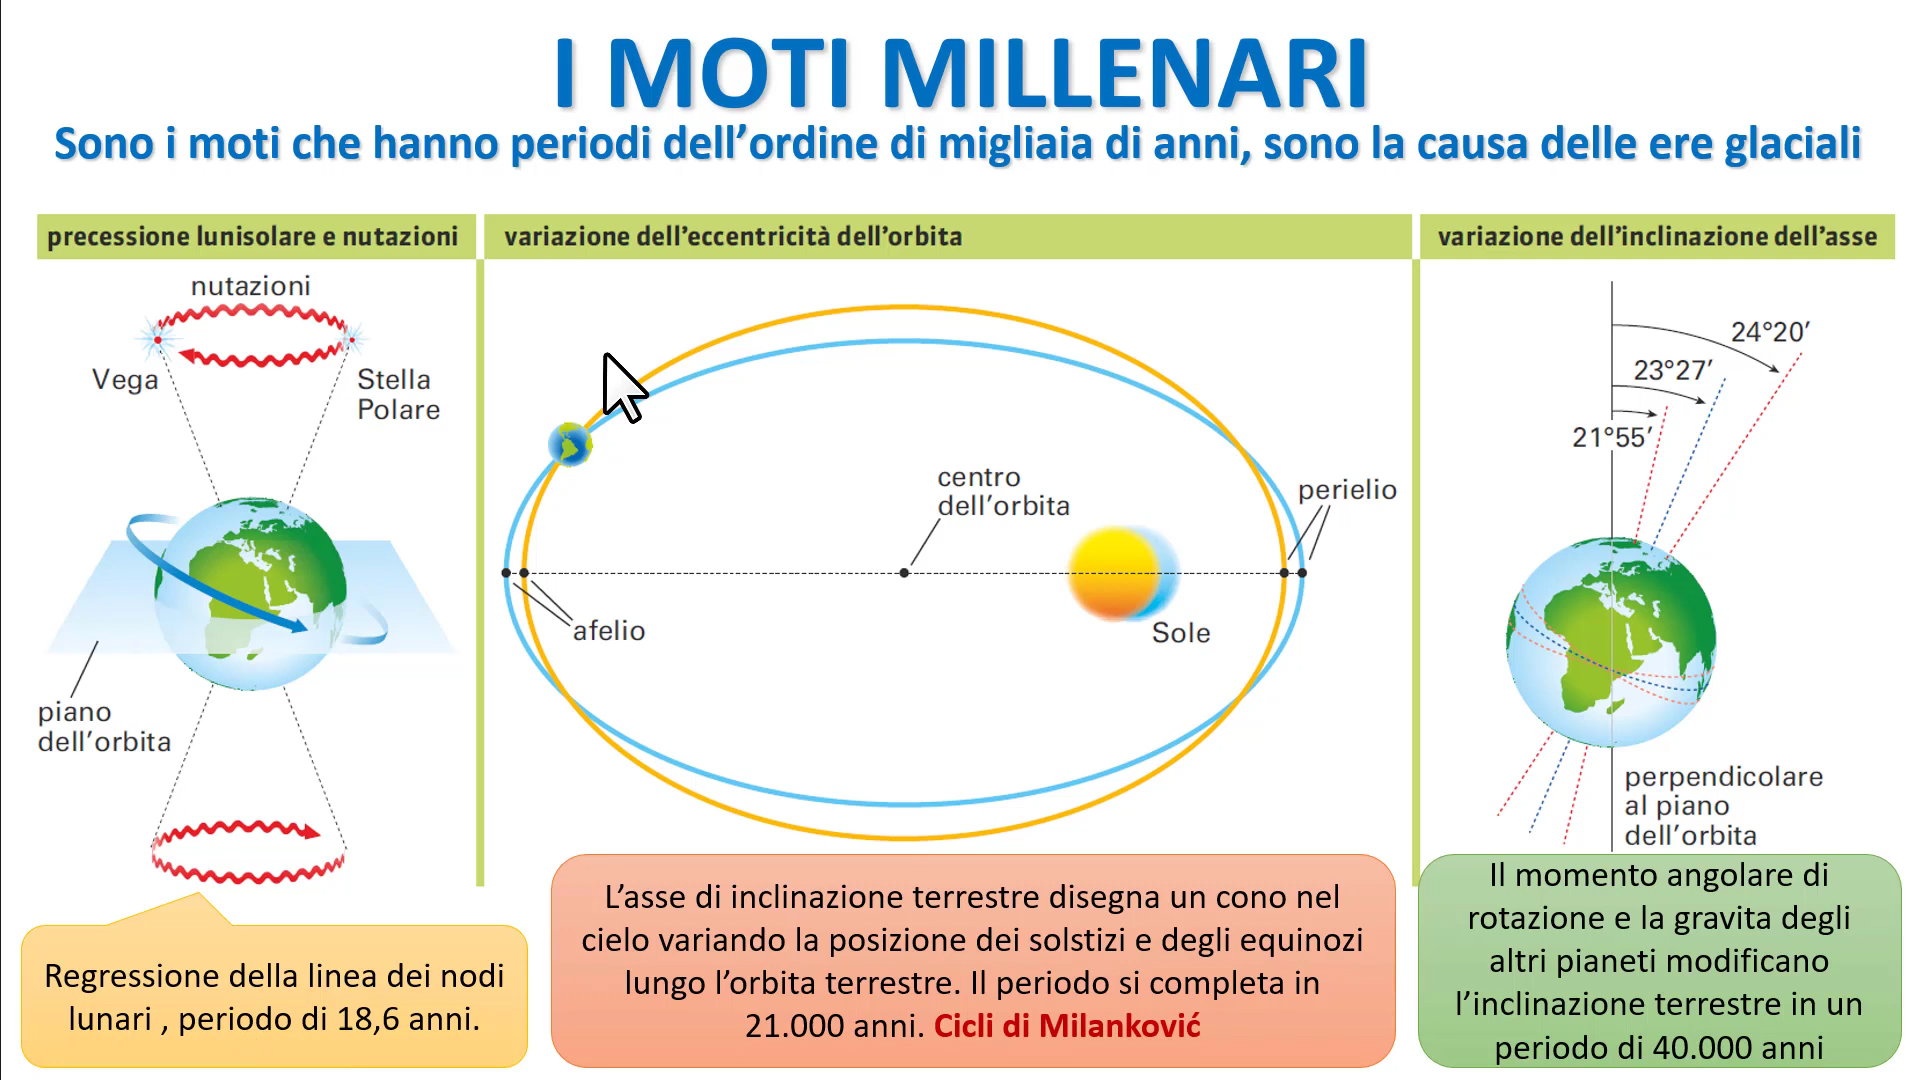 I MOTI MILLENARI
Sono i moti che hanno periodi dell’ordine di migliaia di anni, sono la causa delle ere glaciali
precessione lunisolare e nutazioni
nutazioni
Vega
Stella
Polare
piano
dell’orbita
Regressione della linea dei nodi
lunari , periodo di 18,6 anni.
variazione dell’eccentricità dell’orbita
centro
dell’orbita
perielio
afelio
Sole
L’asse di inclinazione terrestre disegna un cono nel
cielo variando la posizione dei solstizi e degli equinozi
lungo l’orbita terrestre. Il periodo si completa in
21.000 anni. Cicli di Milanković
variazione dell’inclinazione dell’asse
24°20’
23°27’
21°55’
perpendicolare
al piano
dell’orbita
Il momento angolare di
rotazione e la gravita degli
altri pianeti modificano
l’inclinazione terrestre in un
periodo di 40.000 anni